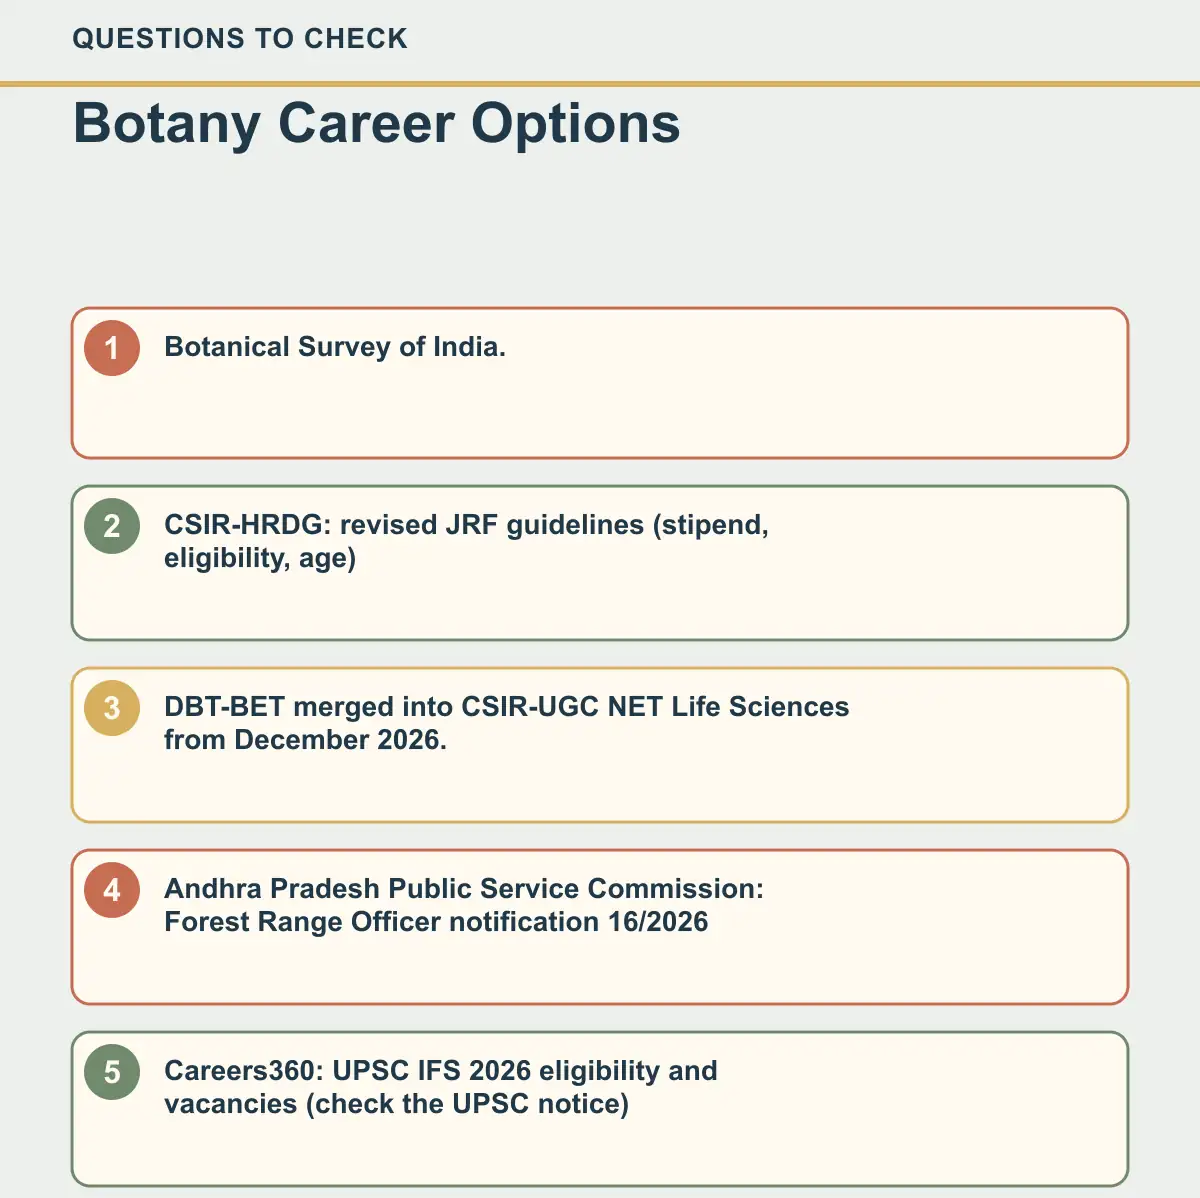 QUESTIONS TO CHECK
Botany Career Options
1
Botanical Survey of India.
2
CSIR-HRDG: revised JRF guidelines (stipend,
eligibility, age)
3
DBT-BET merged into CSIR-UGC NET Life Sciences
from December 2026.
4
Andhra Pradesh Public Service Commission:
Forest Range Officer notification 16/2026
5
Careers360: UPSC IFS 2026 eligibility and
vacancies (check the UPSC notice)